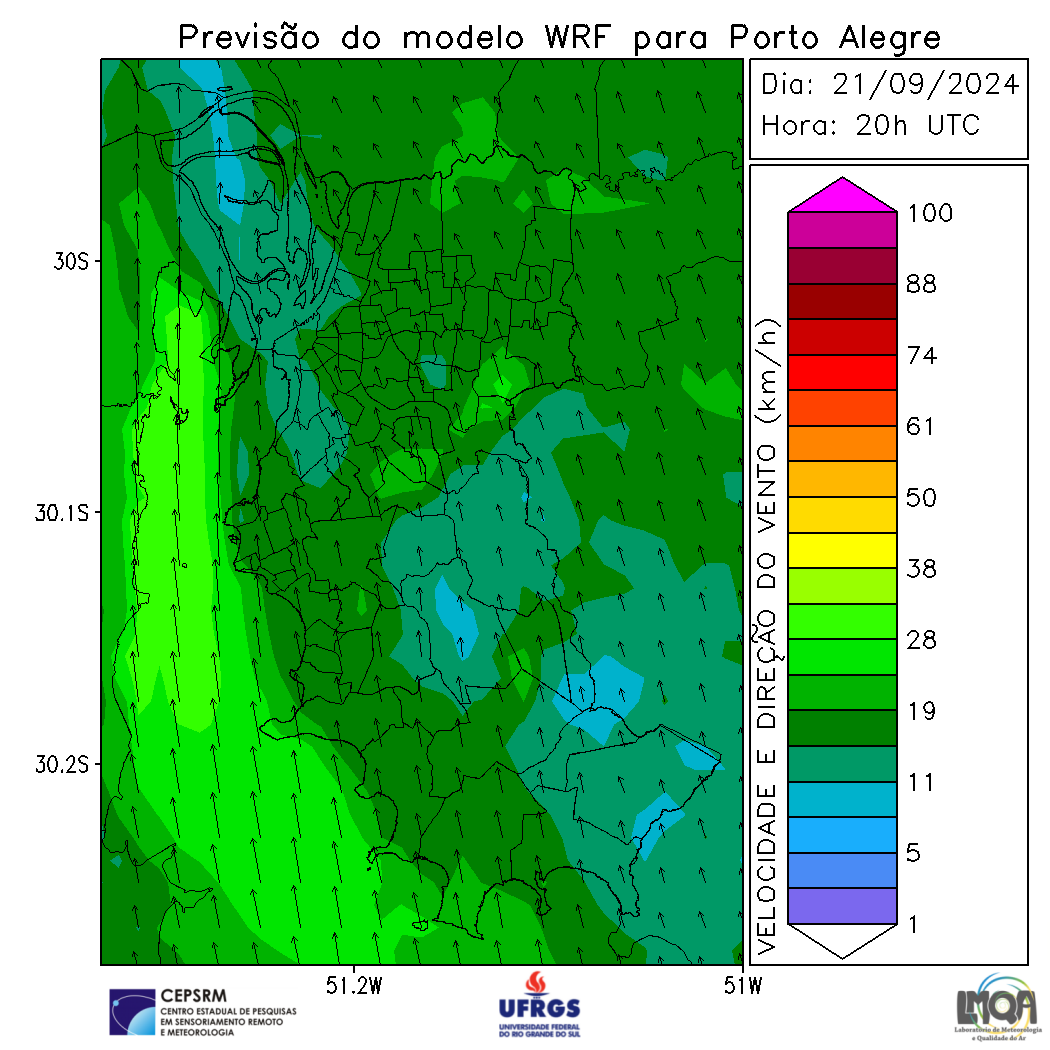 Previsão do modelo WRF para Porto Alegre
Dia: 21/09/2024
Hora: 20h UTC
30S
30.1S
30.2S
51.2W
51W
VELOCIDADE E DIREÇÃO DO VENTO (km/h)
100
88
74
61
50
38
28
19
11
5
1
CEPSRM
CENTRO ESTADUAL DE PESQUISAS
EM SENSORIAMENTO REMOTO
E METEOROLOGIA
UFRGS
UNIVERSIDADE FEDERAL
DO RIO GRANDE DO SUL
LMQA
Laboratório de Meteorologia
e Qualidade do Ar